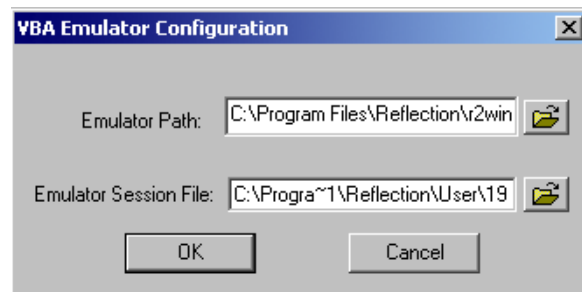 VBA Emulator Configuration
Emulator Path: C:\Program Files\Reflection\r2win
Emulator Session File: C:\Progra~1\Reflection\User\19
OK Cancel